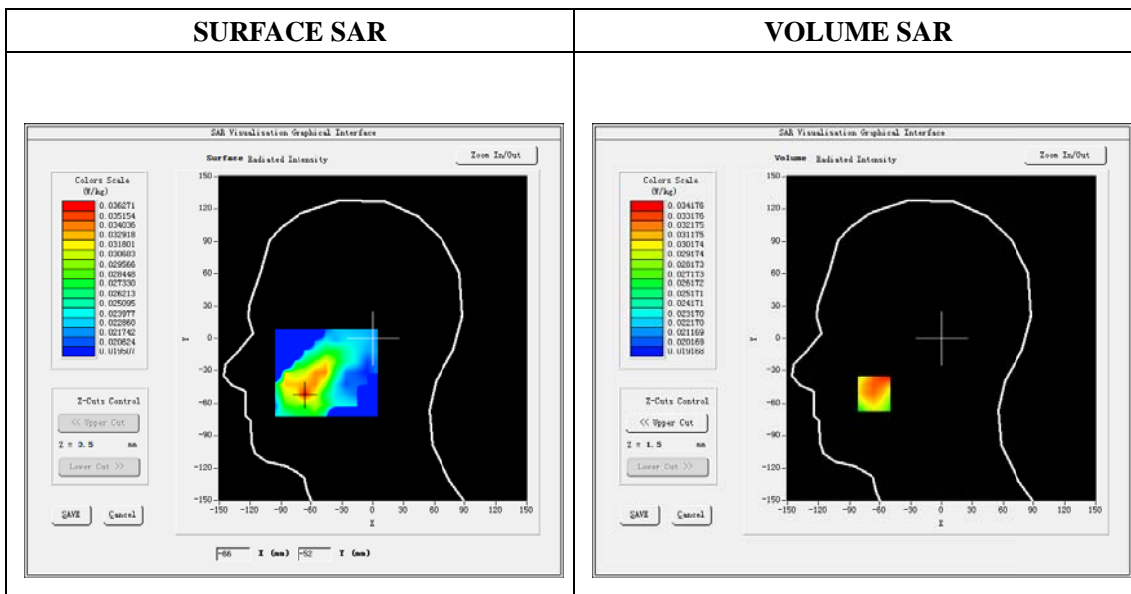 SURFACE SAR
VOLUME SAR
SAR Visualisation Graphical Interface
Surface Radiated Intensity
Zoom In/Out
Colors Scale
(W/kg)
0.036271
0.035154
0.034036
0.032918
0.031801
0.030683
0.029566
0.028448
0.027330
0.026213
0.025095
0.023977
0.022860
0.021742
0.020624
0.019507
150
120
90
60
30
0
-30
-60
-90
-120
-150
Y
-150 -120 -90 -60 -30 0 30 60 90 120 150
X
Z-Cuts Control
<< Upper Cut
Z = 3.5 mm
Lower Cut >>
SAVE Cancel
-66 X (mm) -52 Y (mm)
SAR Visualisation Graphical Interface
Volume Radiated Intensity
Zoom In/Out
Colors Scale
(W/kg)
0.034176
0.033176
0.032175
0.031175
0.030174
0.029174
0.028173
0.027173
0.026172
0.025171
0.024171
0.023170
0.022170
0.021169
0.020169
0.019168
150
120
90
60
30
0
-30
-60
-90
-120
-150
Y
-150 -120 -90 -60 -30 0 30 60 90 120 150
X
Z-Cuts Control
<< Upper Cut
Z = 1.5 mm
Lower Cut >>
SAVE Cancel